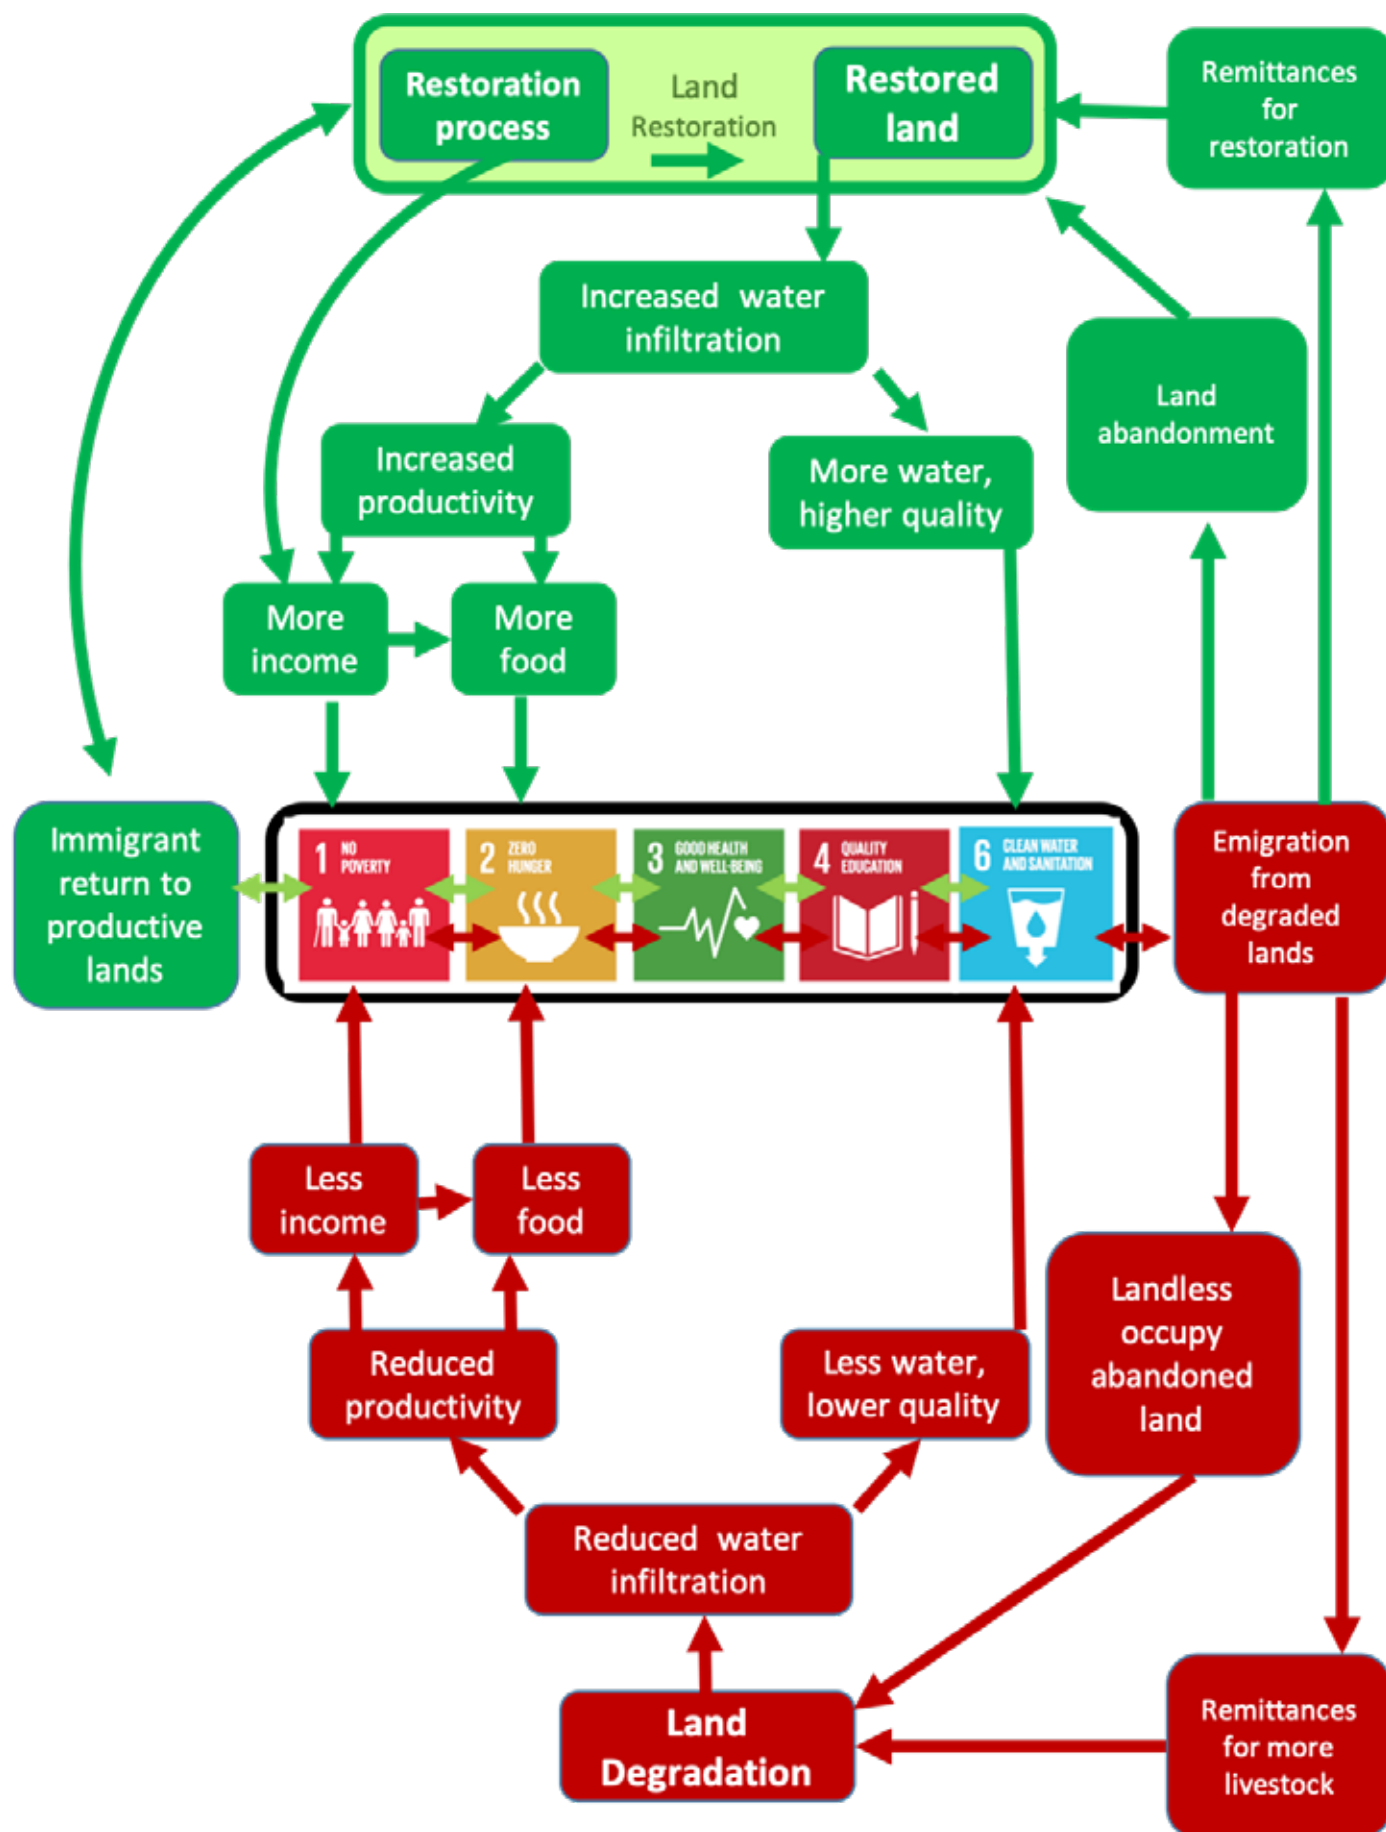 Restoration
process
Land
Restoration
Restored
land
Remittances
for
restoration
Increased water
infiltration
Land
abandonment
Increased
productivity
More water,
higher quality
More
income
More
food
Immigrant
return to
productive
lands
1 NO
POVERTY
2 ZERO
HUNGER
3 GOOD HEALTH
AND WELL-BEING
4 QUALITY
EDUCATION
6 CLEAN WATER
AND SANITATION
Emigration
from
degraded
lands
Less
income
Less
food
Landless
occupy
abandoned
land
Reduced
productivity
Less water,
lower quality
Reduced water
infiltration
Land
Degradation
Remittances
for more
livestock